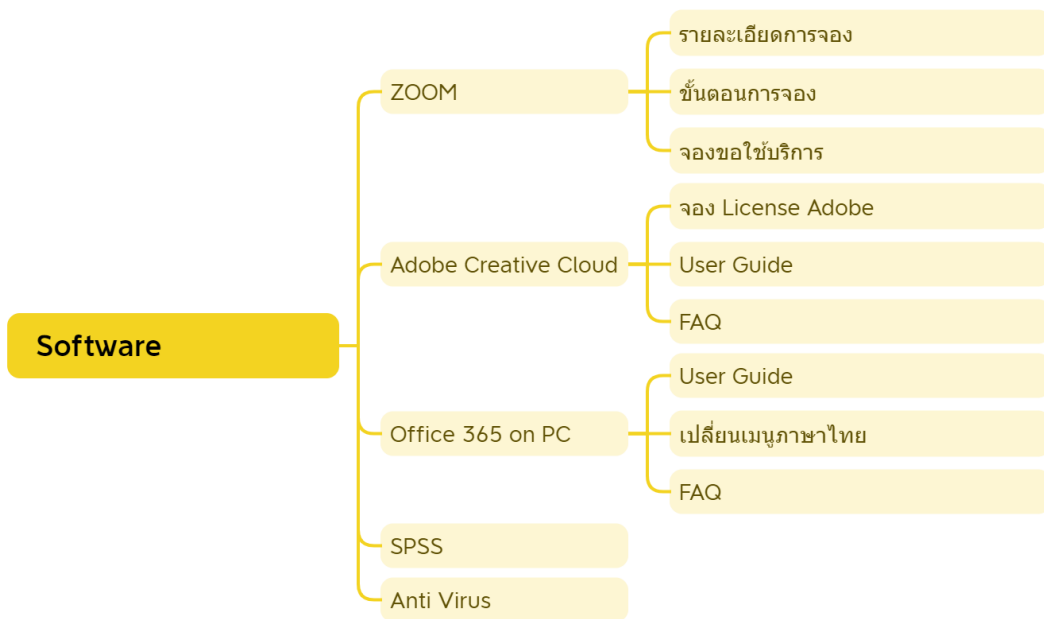 Software
ZOOM
รายละเอียดการจอง
ขั้นตอนการจอง
จองขอใช้บริการ
Adobe Creative Cloud
จอง License Adobe
User Guide
FAQ
Office 365 on PC
User Guide
เปลี่ยนเมนูภาษาไทย
FAQ
SPSS
Anti Virus